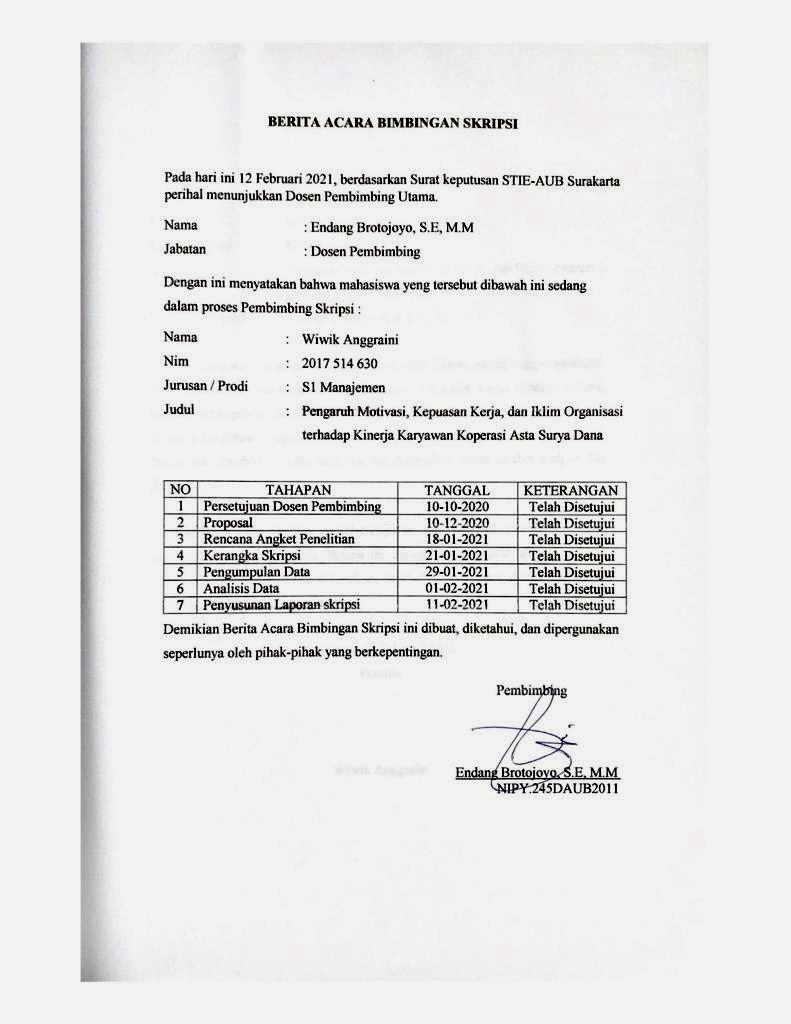 BERITA ACARA BIMBINGAN SKRIPSI
Pada hari ini 12 Februari 2021, berdasarkan Surat keputusan STIE-AUB Surakarta
perihal menunjukkan Dosen Pembimbing Utama.
Nama : Endang Brotojoyo, S.E, M.M
Jabatan : Dosen Pembimbing
Dengan ini menyatakan bahwa mahasiswa yeng tersebut dibawah ini sedang
dalam proses Pembimbing Skripsi :
Nama : Wiwik Anggraini
Nim : 2017 514 630
Jurusan / Prodi : S1 Manajemen
Judul : Pengaruh Motivasi, Kepuasan Kerja, dan Iklim Organisasi
terhadap Kinerja Karyawan Koperasi Asta Surya Dana
NO TAHAPAN TANGGAL KETERANGAN
1 Persetujuan Dosen Pembimbing 10-10-2020 Telah Disetujui
2 Proposal 10-12-2020 Telah Disetujui
3 Rencana Angket Penelitian 18-01-2021 Telah Disetujui
4 Kerangka Skripsi 21-01-2021 Telah Disetujui
5 Pengumpulan Data 29-01-2021 Telah Disetujui
6 Analisis Data 01-02-2021 Telah Disetujui
7 Penyusunan Laporan skripsi 11-02-2021 Telah Disetujui
Demikian Berita Acara Bimbingan Skripsi ini dibuat, diketahui, dan dipergunakan
seperlunya oleh pihak-pihak yang berkepentingan.
Pembimbing
Endang Brotojoyo, S.E, M.M
NIPY.245DAUB2011